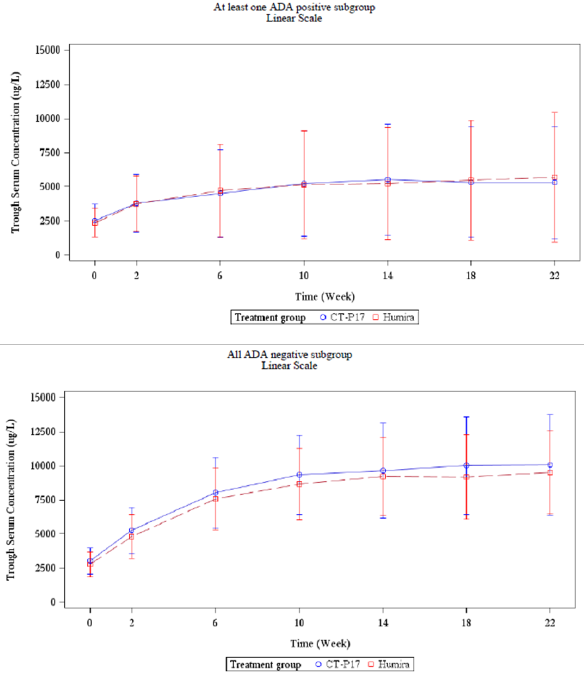 At least one ADA positive subgroup
Linear Scale
Trough Serum Concentration (ug/L)
15000
12500
10000
7500
5000
2500
0
0 2 6 10 14 18 22
Time (Week)
Treatment group CT-P17 Humira
All ADA negative subgroup
Linear Scale
Trough Serum Concentration (ug/L)
15000
12500
10000
7500
5000
2500
0
0 2 6 10 14 18 22
Time (Week)
Treatment group CT-P17 Humira